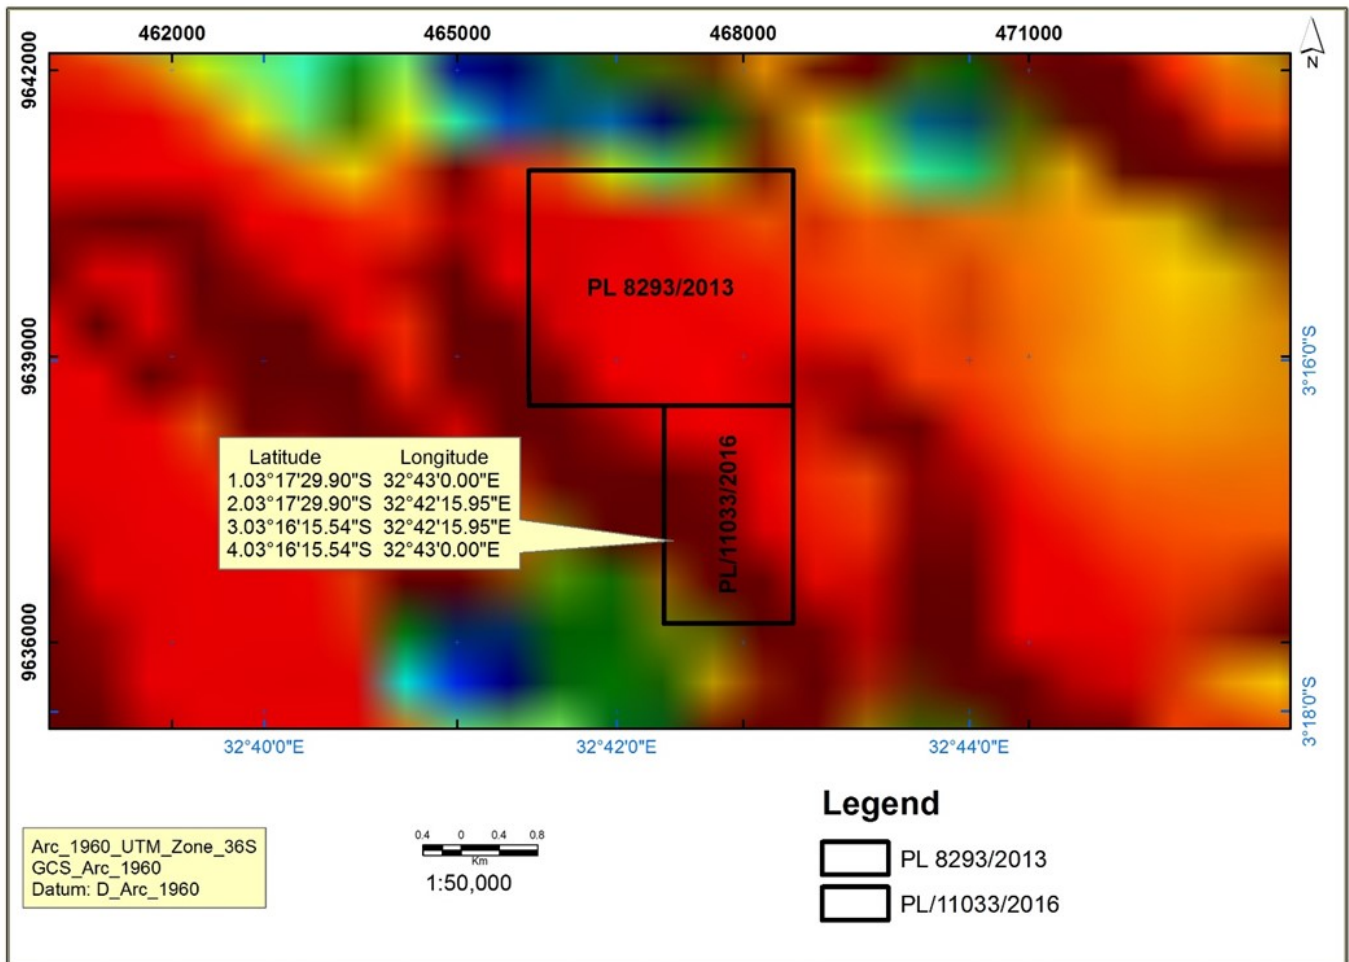 462000 465000 468000 471000
N
9642000
9639000
9636000
3°16'0"S
3°18'0"S
PL 8293/2013
PL/11033/2016
Latitude Longitude
1.03°17'29.90"S 32°43'0.00"E
2.03°17'29.90"S 32°42'15.95"E
3.03°16'15.54"S 32°42'15.95"E
4.03°16'15.54"S 32°43'0.00"E
32°40'0"E 32°42'0"E 32°44'0"E
Arc_1960_UTM_Zone_36S
GCS_Arc_1960
Datum: D_Arc_1960
0.4 0 0.4 0.8
Km
1:50,000
Legend
PL 8293/2013
PL/11033/2016